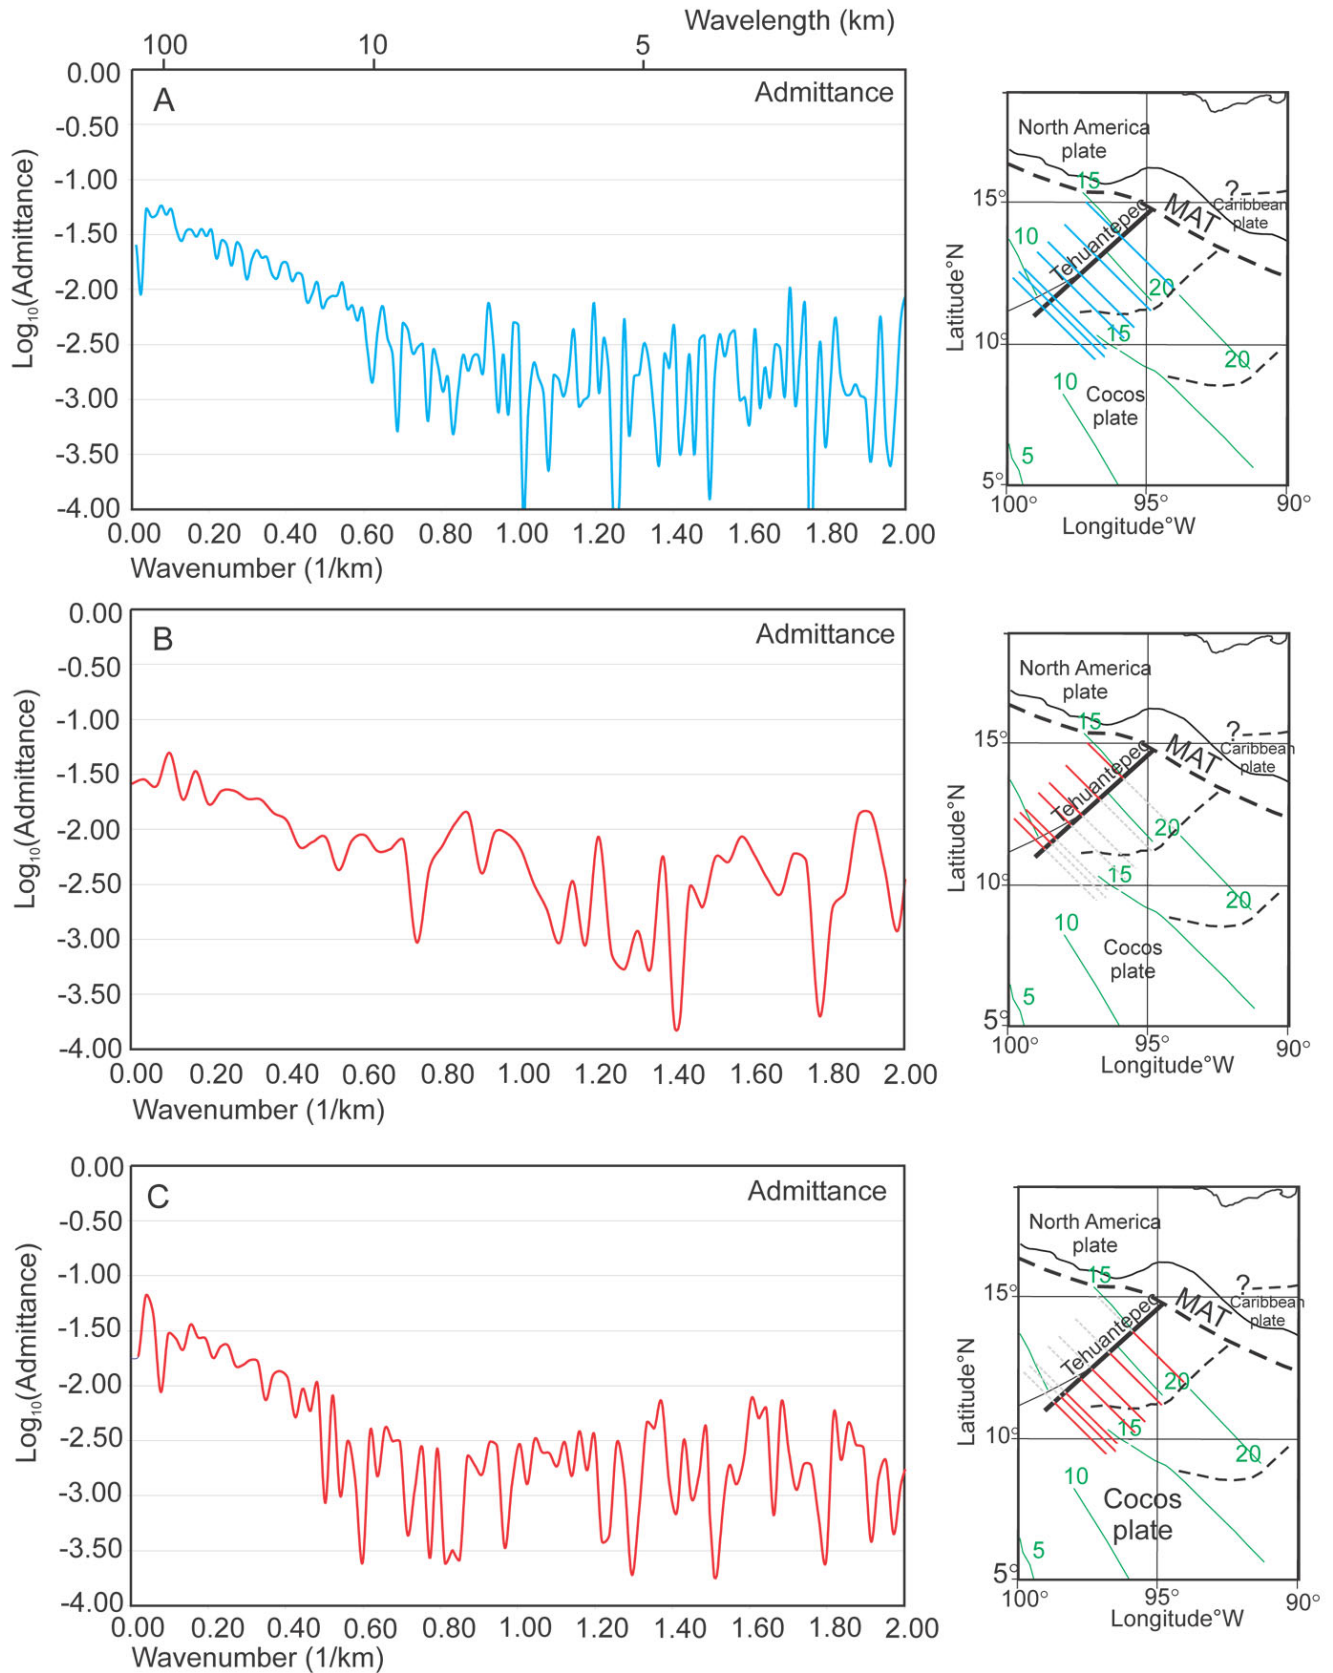 Wavelength (km)
100 10 5
0.00
A
Admittance
-0.50
-1.00
-1.50
-2.00
-2.50
-3.00
-3.50
-4.00
Log10(Admittance)
0.00 0.20 0.40 0.60 0.80 1.00 1.20 1.40 1.60 1.80 2.00
Wavenumber (1/km)
North America
plate
15
?
15°
MAT
Caribbean
plate
Tehuantepec
10
20
15
10°
20
10
Cocos
plate
5
5°
100° 95° 90°
Latitude°N
Longitude°W
0.00
B
Admittance
-0.50
-1.00
-1.50
-2.00
-2.50
-3.00
-3.50
-4.00
Log10(Admittance)
0.00 0.20 0.40 0.60 0.80 1.00 1.20 1.40 1.60 1.80 2.00
Wavenumber (1/km)
North America
plate
15
?
15°
MAT
Caribbean
plate
Tehuantepec
20
15
10°
20
10
Cocos
plate
5
5°
100° 95° 90°
Latitude°N
Longitude°W
0.00
C
Admittance
-0.50
-1.00
-1.50
-2.00
-2.50
-3.00
-3.50
-4.00
Log10(Admittance)
0.00 0.20 0.40 0.60 0.80 1.00 1.20 1.40 1.60 1.80 2.00
Wavenumber (1/km)
North America
plate
15
?
15°
MAT
Caribbean
plate
Tehuantepec
20
15
10°
20
10
Cocos
plate
5
5°
100° 95° 90°
Latitude°N
Longitude°W